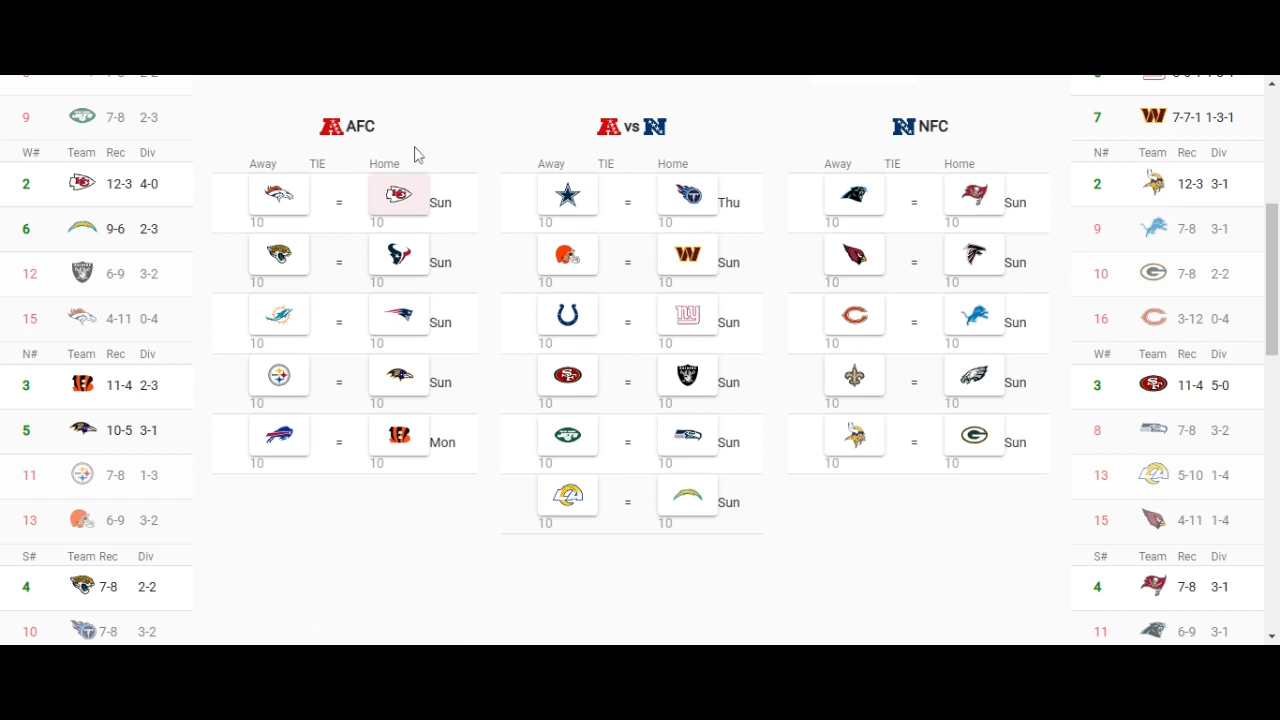 9 7-8 2-3
W# Team Rec Div
2 12-3 4-0
6 9-6 2-3
12 6-9 3-2
15 4-11 0-4
N# Team Rec Div
3 11-4 2-3
5 10-5 3-1
11 7-8 1-3
13 6-9 3-2
S# Team Rec Div
4 7-8 2-2
10 7-8 3-2
AFC
Away TIE Home
= Sun
10 10
= Sun
10 10
= Sun
10 10
= Sun
10 10
= Mon
10 10
A vs N
Away TIE Home
= Thu
10 10
= Sun
10 10
= Sun
10 10
= Sun
10 10
= Sun
10 10
= Sun
10 10
NFC
Away TIE Home
= Sun
10 10
= Sun
10 10
= Sun
10 10
= Sun
10 10
= Sun
10 10
7 W 7-7-1 1-3-1
N# Team Rec Div
2 12-3 3-1
9 7-8 3-1
10 7-8 2-2
16 3-12 0-4
W# Team Rec Div
3 11-4 5-0
8 7-8 3-2
13 5-10 1-4
15 4-11 1-4
S# Team Rec Div
4 7-8 3-1
11 6-9 3-1